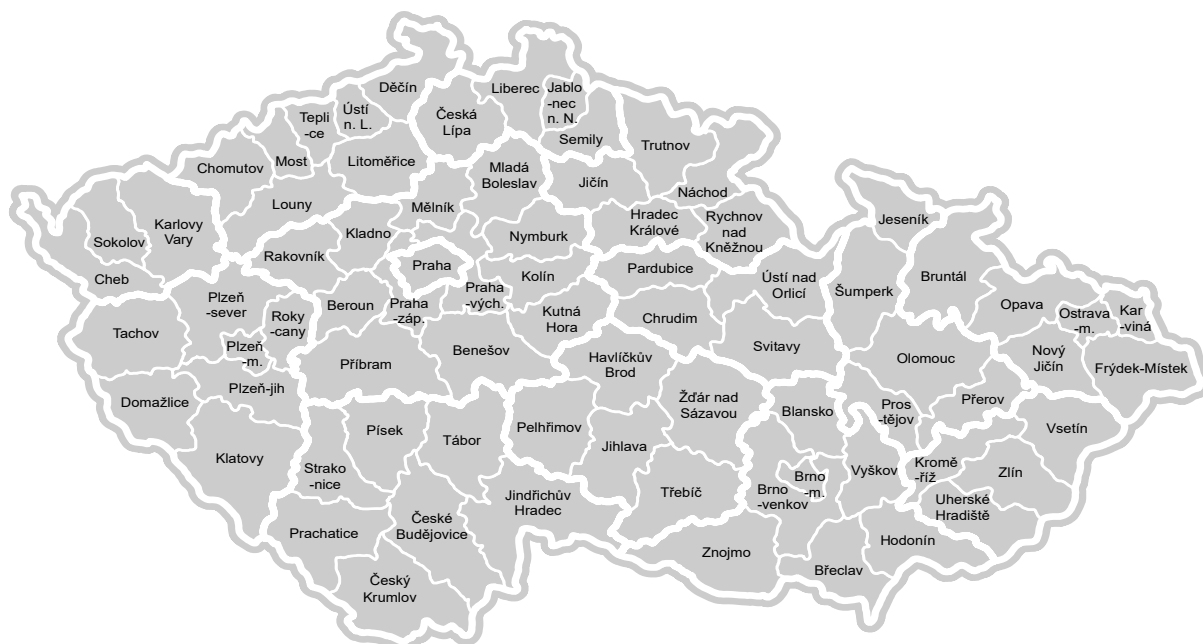 Děčín
Liberec
Jablo
-nec
n. N.
Ústí
n. L.
Tepli
-ce
Česká
Lípa
Semily
Trutnov
Most
Chomutov
Litoměřice
Mladá
Boleslav
Jičín
Náchod
Louny
Mělník
Hradec
Králové
Rychnov
nad
Kněžnou
Jeseník
Karlovy
Vary
Sokolov
Cheb
Kladno
Nymburk
Rakovník
Praha
Kolín
Pardubice
Ústí nad
Orlicí
Šumperk
Bruntál
Plzeň
-sever
Roky
-cany
Beroun
Praha
-záp.
Praha
-vých.
Kutná
Hora
Chrudim
Opava
Ostrava
-m.
Kar
-viná
Tachov
Plzeň
-m.
Příbram
Benešov
Havlíčkův
Brod
Svitavy
Olomouc
Nový
Jičín
Frýdek-Místek
Domažlice
Plzeň-jih
Žďár nad
Sázavou
Blansko
Pros
-tějov
Přerov
Vsetín
Klatovy
Písek
Tábor
Pelhřimov
Jihlava
Strako
-nice
Vyškov
Kromě
-říž
Zlín
Brno
-m.
Brno
-venkov
Třebíč
Jindřichův
Hradec
Uherské
Hradiště
Prachatice
České
Budějovice
Hodonín
Znojmo
Břeclav
Český
Krumlov